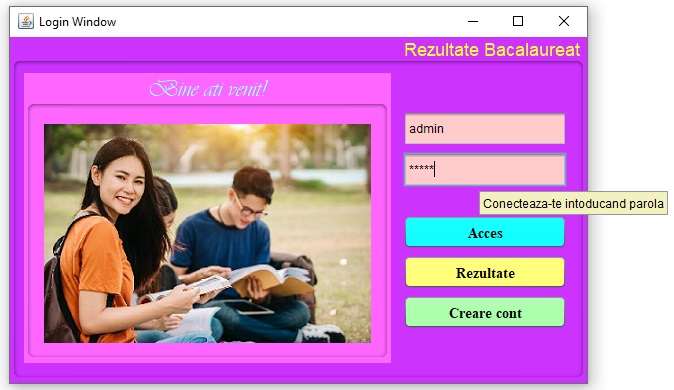 Login Window
Rezultate Bacalaureat
Bine ati venit!
admin
*****
Conecteaza-te intoducand parola
Acces
Rezultate
Creare cont